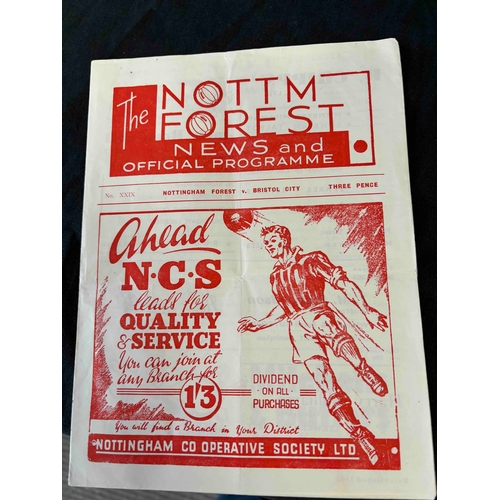 The NOTTM
FOREST
NEWS and
OFFICIAL PROGRAMME
No. XXIX NOTTINGHAM FOREST v. BRISTOL CITY THREE PENCE
Ahead
N·C·S
leads for
QUALITY
& SERVICE
You can join at
any Branch for
1'3
DIVIDEND
- ON ALL -
PURCHASES
You will find a Branch in Your District
NOTTINGHAM CO OPERATIVE SOCIETY LTD.